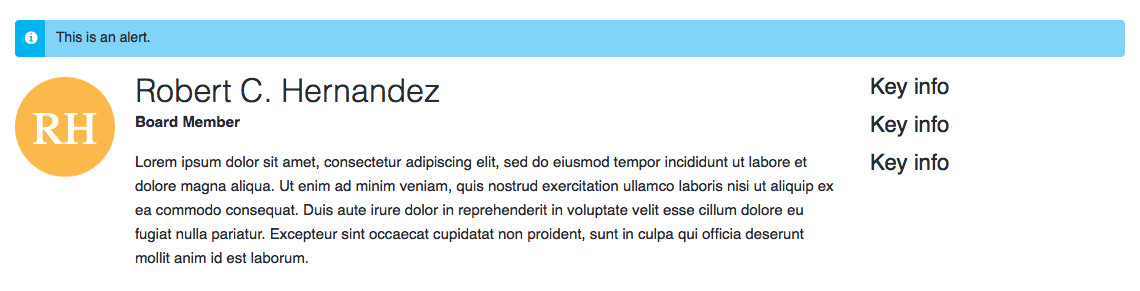 This is an alert.
RH
Robert C. Hernandez
Board Member
Lorem ipsum dolor sit amet, consectetur adipiscing elit, sed do eiusmod tempor incididunt ut labore et
dolore magna aliqua. Ut enim ad minim veniam, quis nostrud exercitation ullamco laboris nisi ut aliquip ex
ea commodo consequat. Duis aute irure dolor in reprehenderit in voluptate velit esse cillum dolore eu
fugiat nulla pariatur. Excepteur sint occaecat cupidatat non proident, sunt in culpa qui officia deserunt
mollit anim id est laborum.
Key info
Key info
Key info